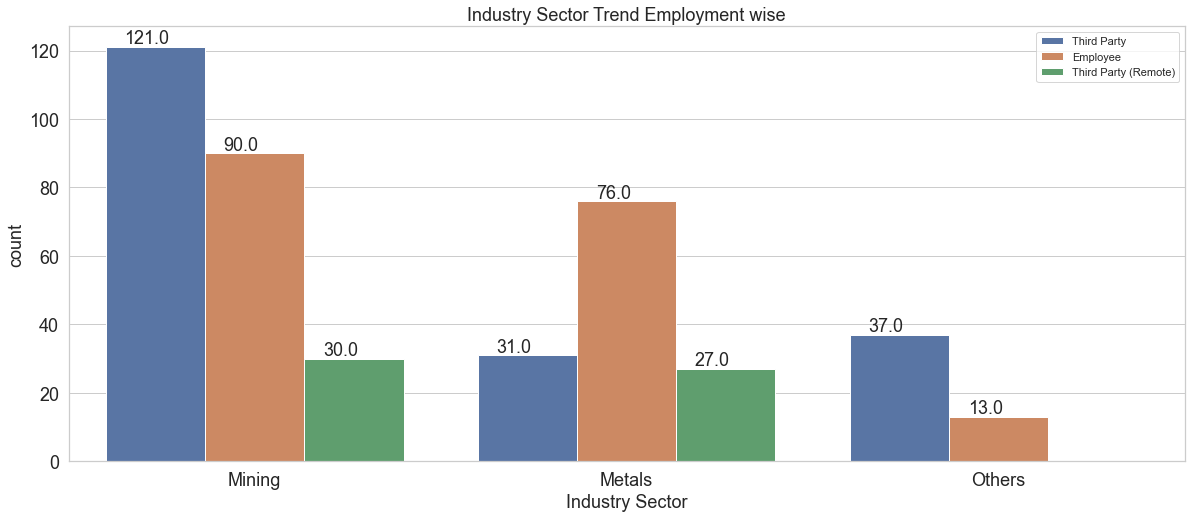 Industry Sector Trend Employment wise
Third Party
Employee
Third Party (Remote)
count
120
100
80
60
40
20
0
121.0
90.0
30.0
31.0
76.0
27.0
37.0
13.0
Mining
Metals
Others
Industry Sector